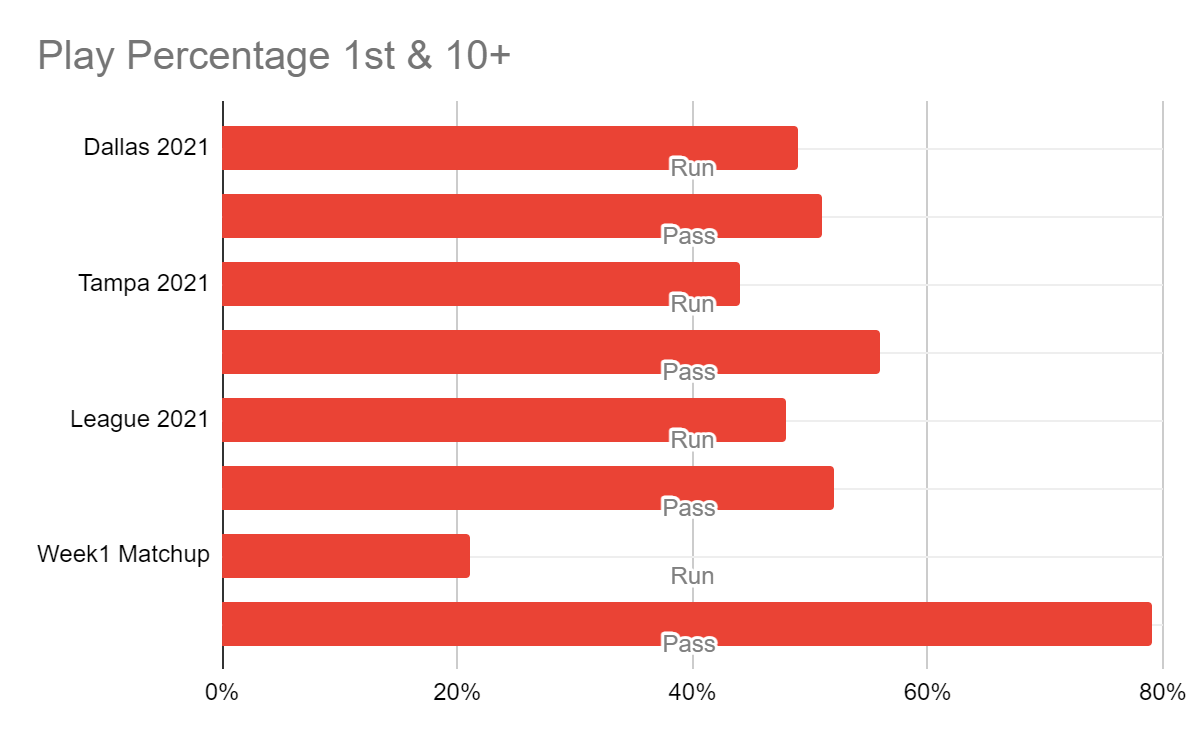 Play Percentage 1st & 10+
Dallas 2021
Run
Pass
Tampa 2021
Run
Pass
League 2021
Run
Pass
Week1 Matchup
Run
Pass
0% 20% 40% 60% 80%